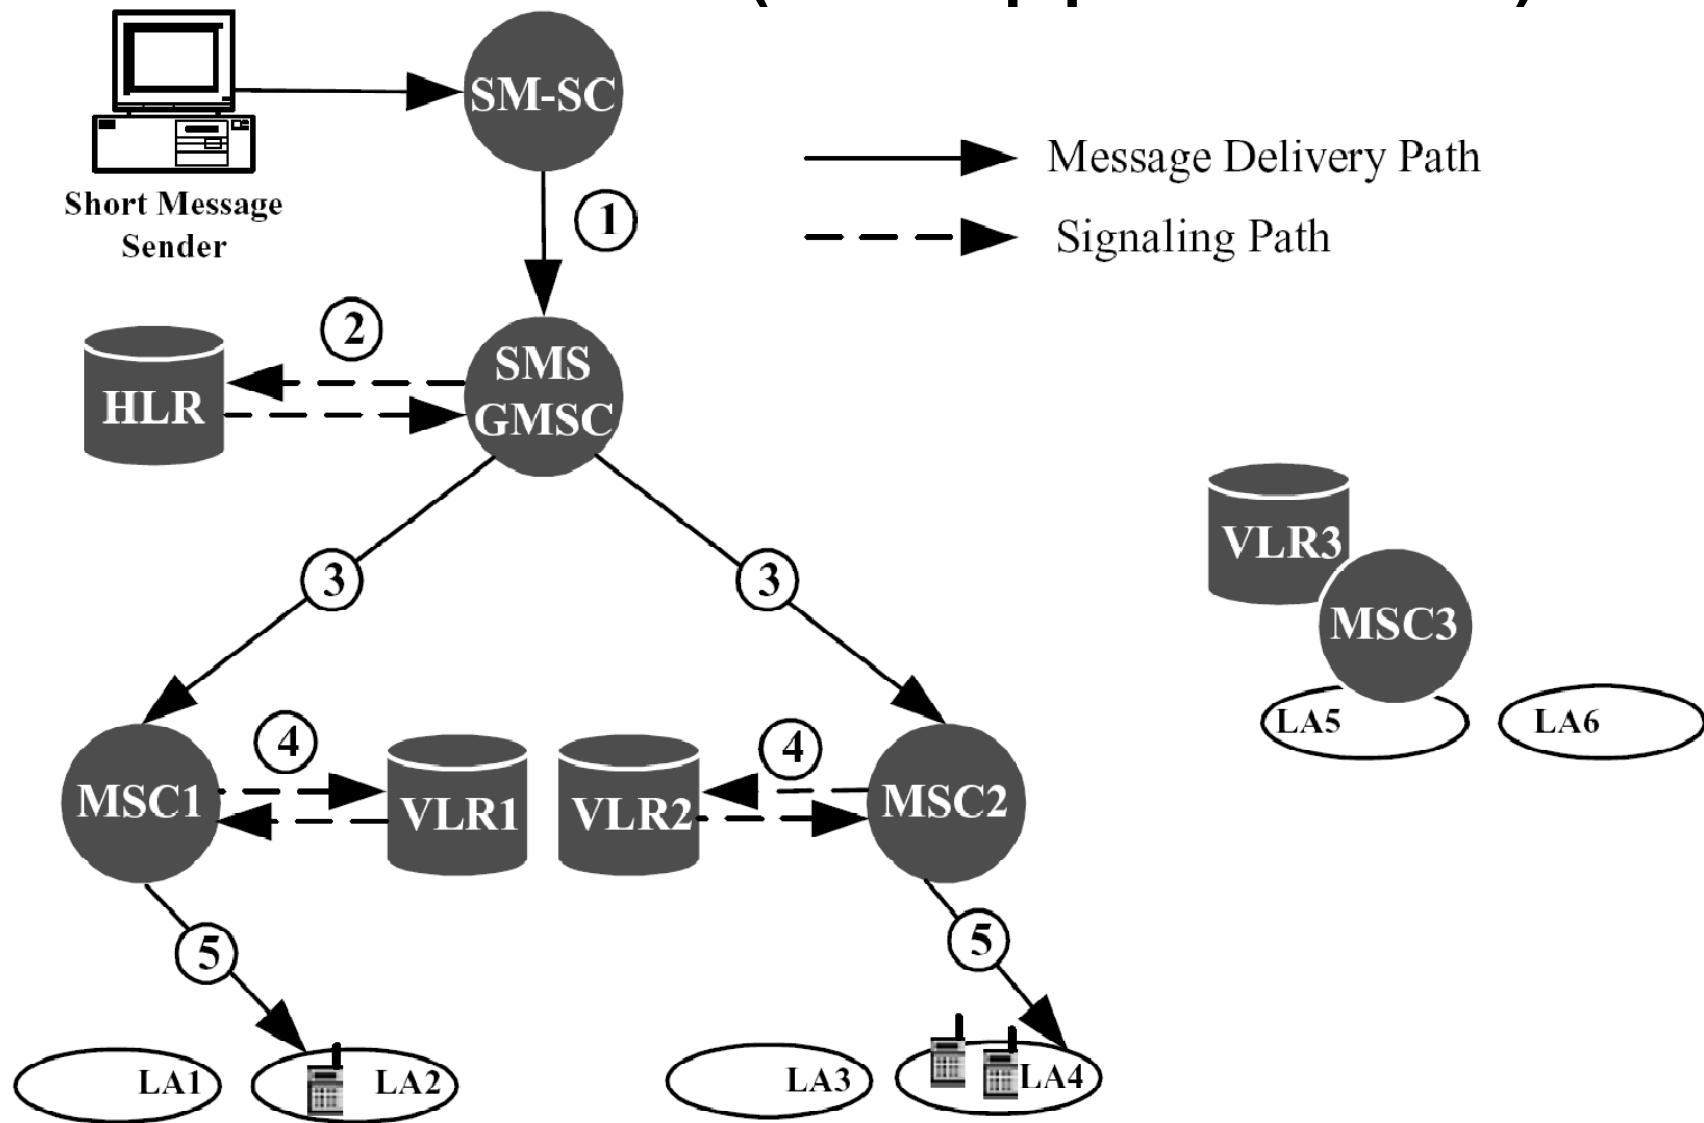 SM-SC
Message Delivery Path
Short Message
Sender
1
Signaling Path
2
SMS
GMSC
HLR
VLR3
3
3
MSC3
LA5
LA6
4
4
MSC1
VLR1
VLR2
MSC2
5
5
LA1
LA2
LA3
LA4